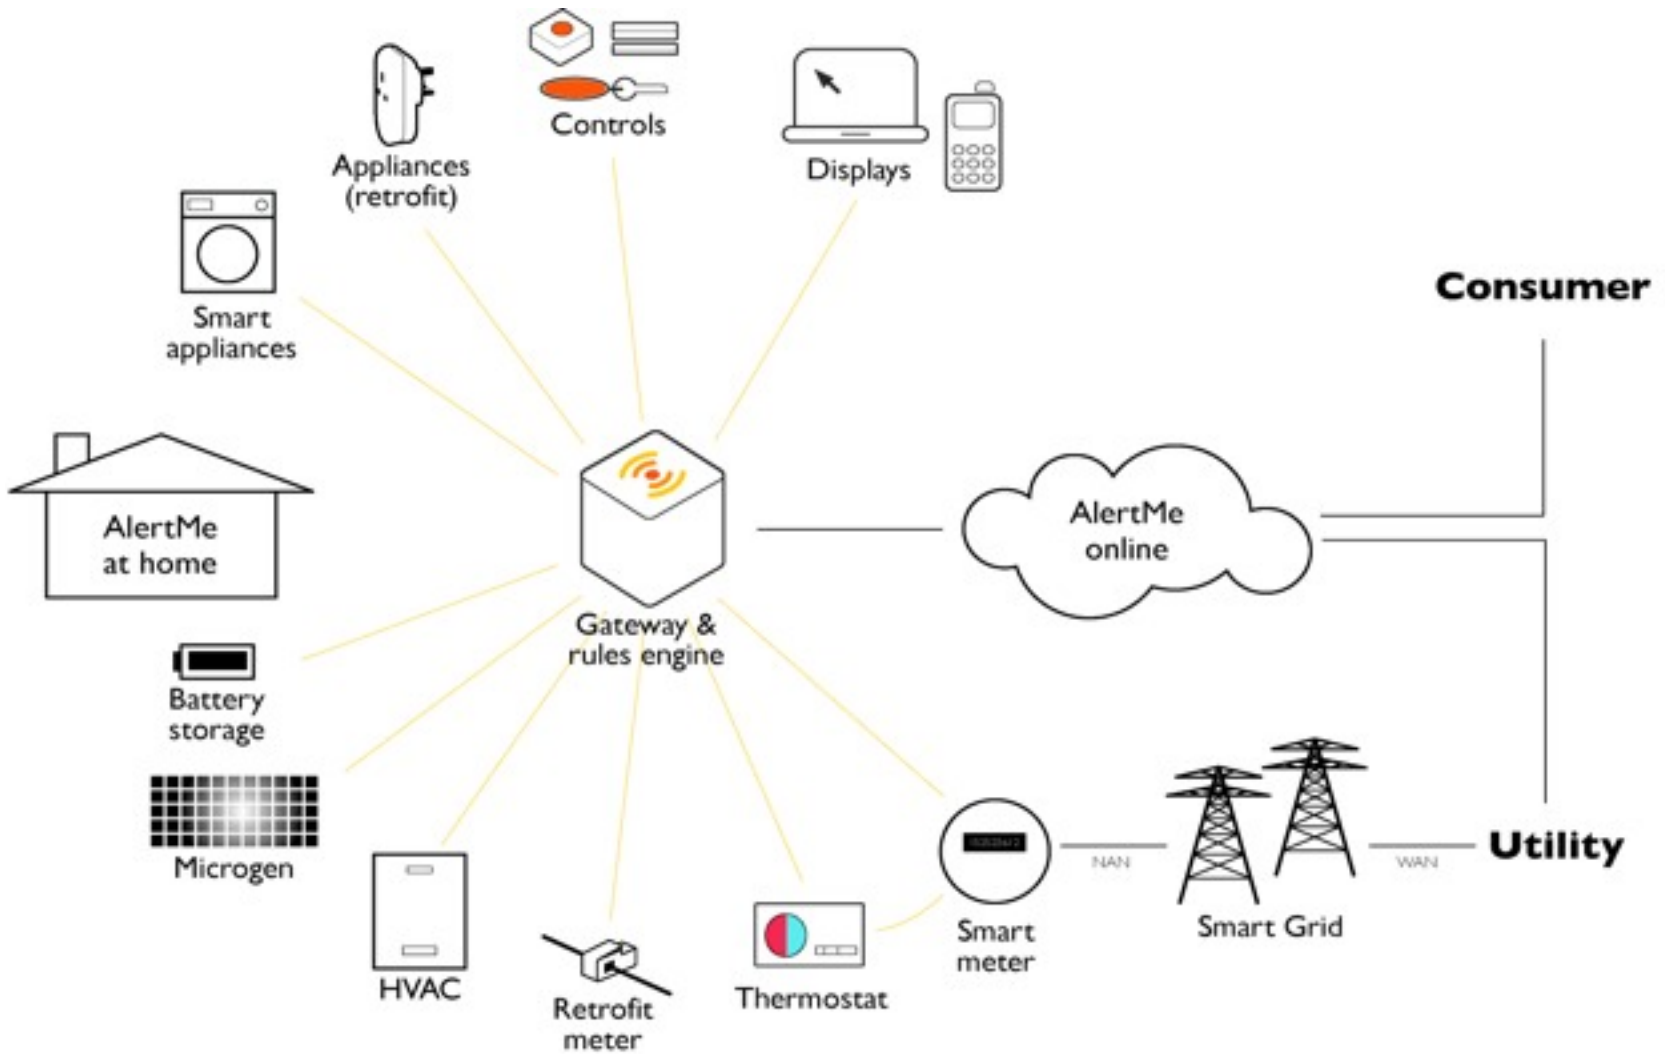 Controls
Appliances
(retrofit)
Displays
Smart
appliances
Consumer
AlertMe
at home
AlertMe
online
Gateway &
rules engine
Battery
storage
Microgen
HVAC
Retrofit
meter
Thermostat
Smart
meter
NAN
Smart Grid
WAN
Utility